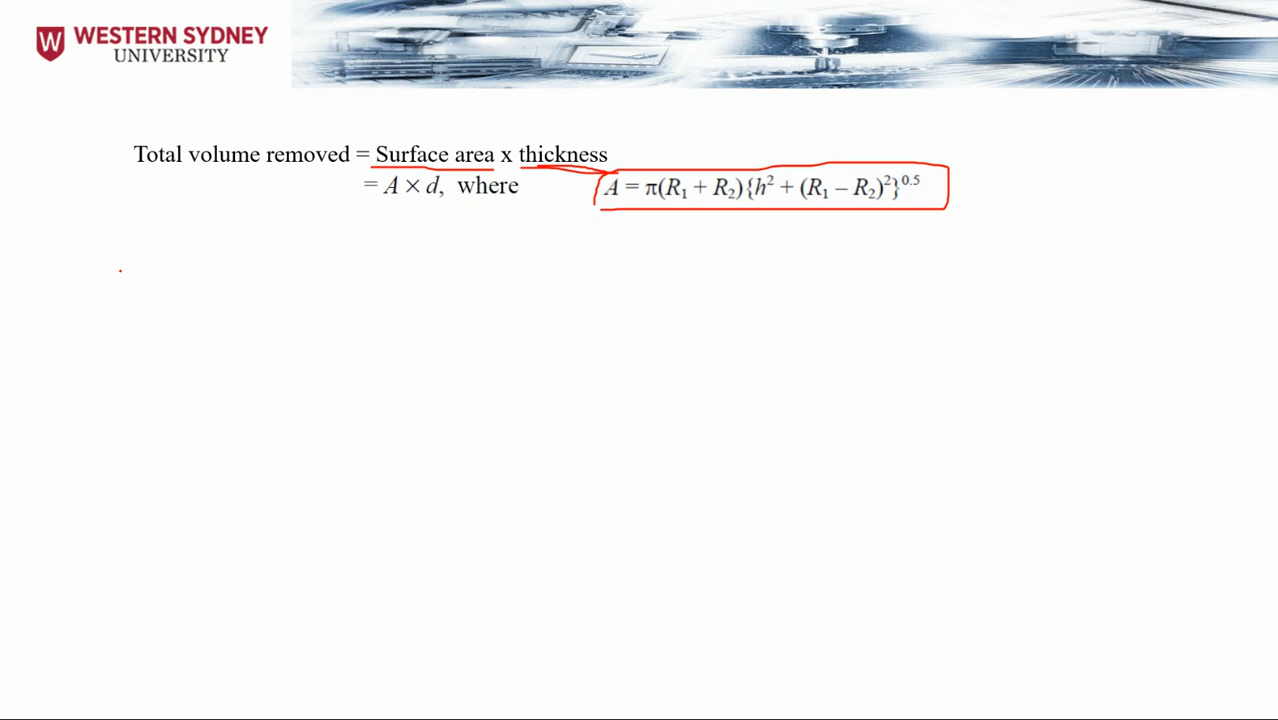 WESTERN SYDNEY
UNIVERSITY
Total volume removed = Surface area x thickness
= A × d, where A = π(R₁ + R₂){h² + (R₁ – R₂)²}⁰·⁵